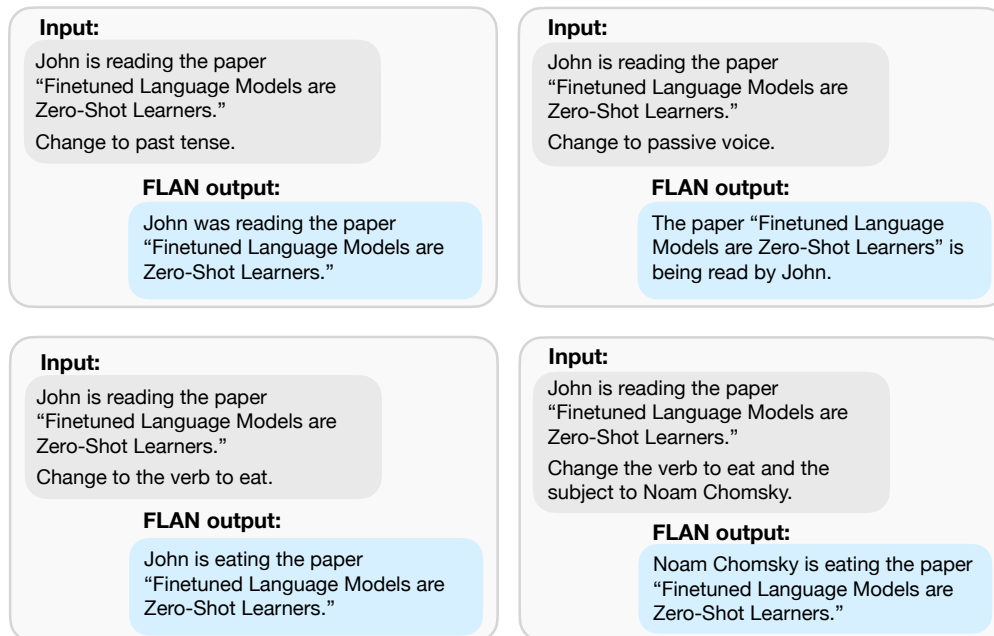 Input:
John is reading the paper
“Finetuned Language Models are
Zero-Shot Learners.”
Change to past tense.
FLAN output:
John was reading the paper
“Finetuned Language Models are
Zero-Shot Learners.”
Input:
John is reading the paper
“Finetuned Language Models are
Zero-Shot Learners.”
Change to passive voice.
FLAN output:
The paper “Finetuned Language
Models are Zero-Shot Learners” is
being read by John.
Input:
John is reading the paper
“Finetuned Language Models are
Zero-Shot Learners.”
Change to the verb to eat.
FLAN output:
John is eating the paper
“Finetuned Language Models are
Zero-Shot Learners.”
Input:
John is reading the paper
“Finetuned Language Models are
Zero-Shot Learners.”
Change the verb to eat and the
subject to Noam Chomsky.
FLAN output:
Noam Chomsky is eating the paper
“Finetuned Language Models are
Zero-Shot Learners.”